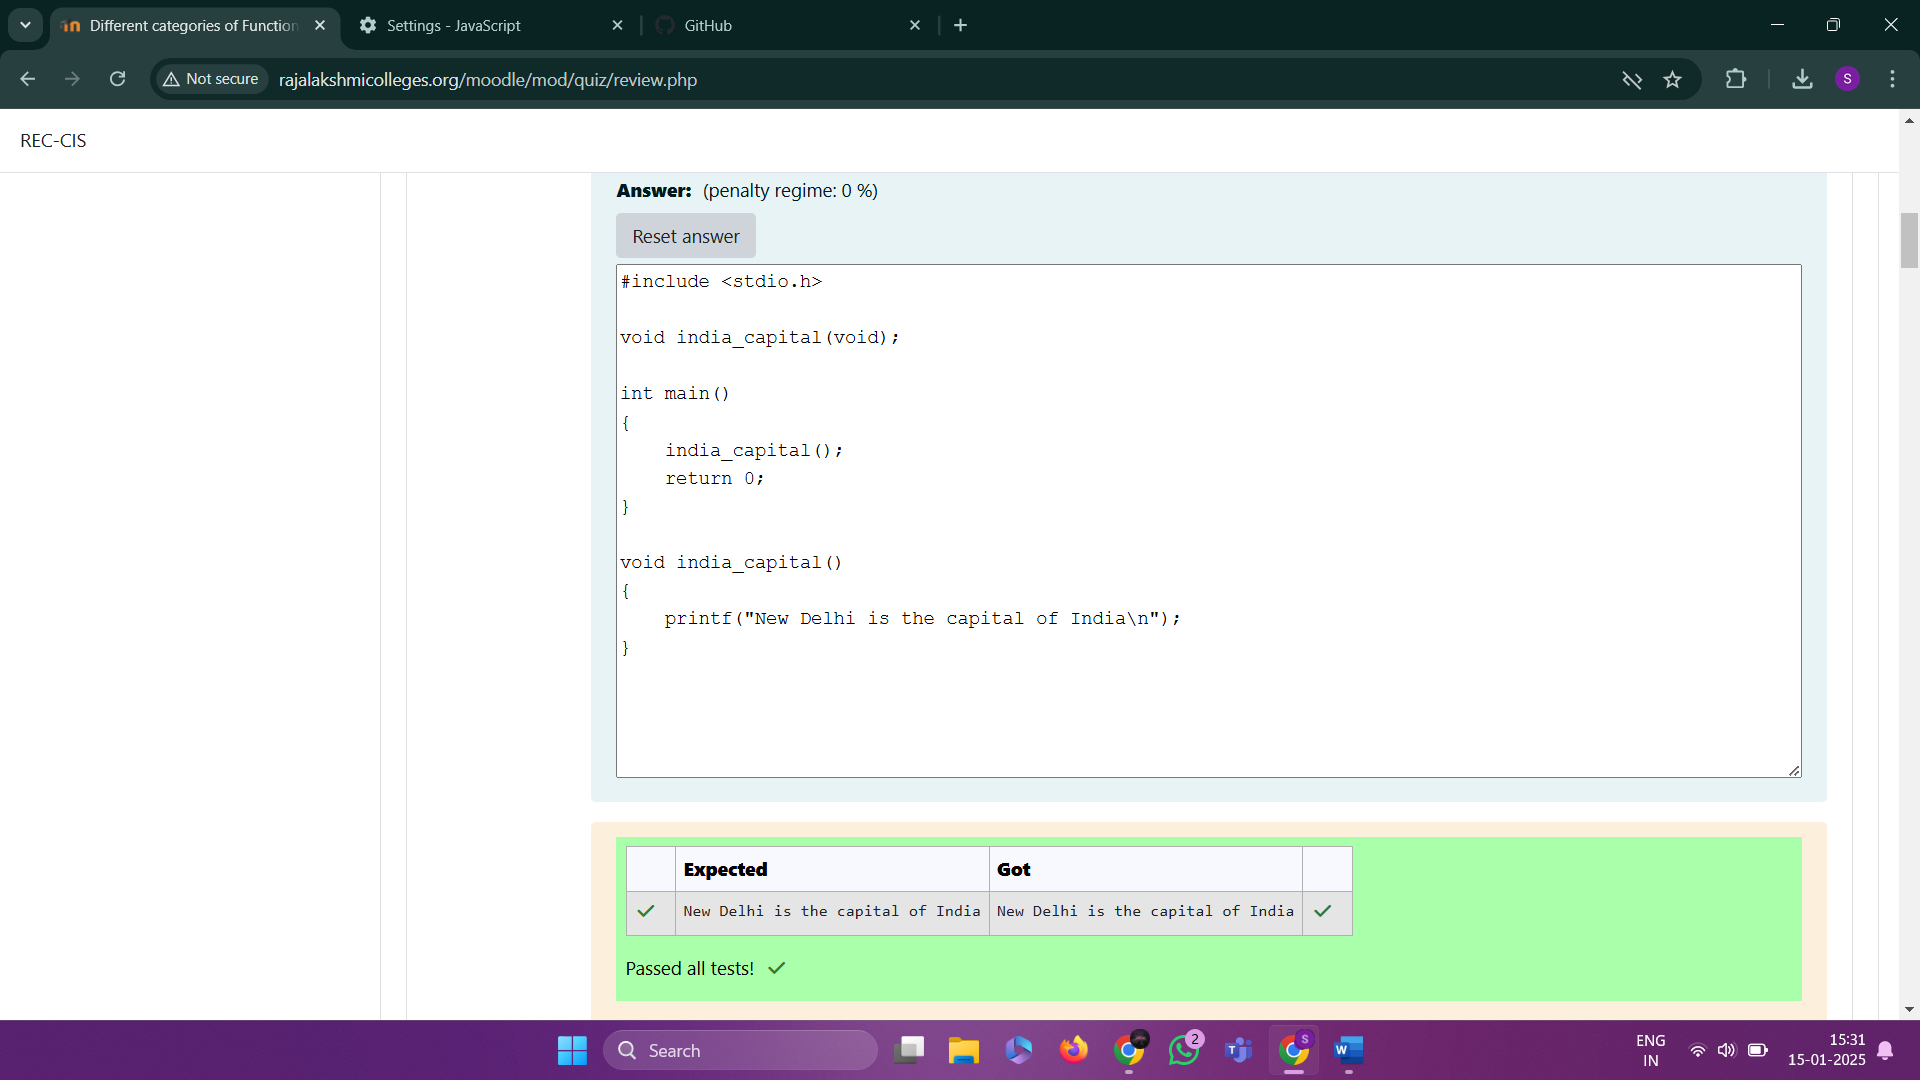 Different categories of Function
Settings - JavaScript
GitHub
Not secure
rajalakshmicolleges.org/moodle/mod/quiz/review.php
S
REC-CIS
Answer: (penalty regime: 0 %)
Reset answer
#include <stdio.h>
void india_capital(void);
int main()
{
    india_capital();
    return 0;
}
void india_capital()
{
    printf("New Delhi is the capital of India\n");
}
Expected Got
New Delhi is the capital of India New Delhi is the capital of India
Passed all tests!
Search
2
T
S
W
ENG
IN
15:31
15-01-2025